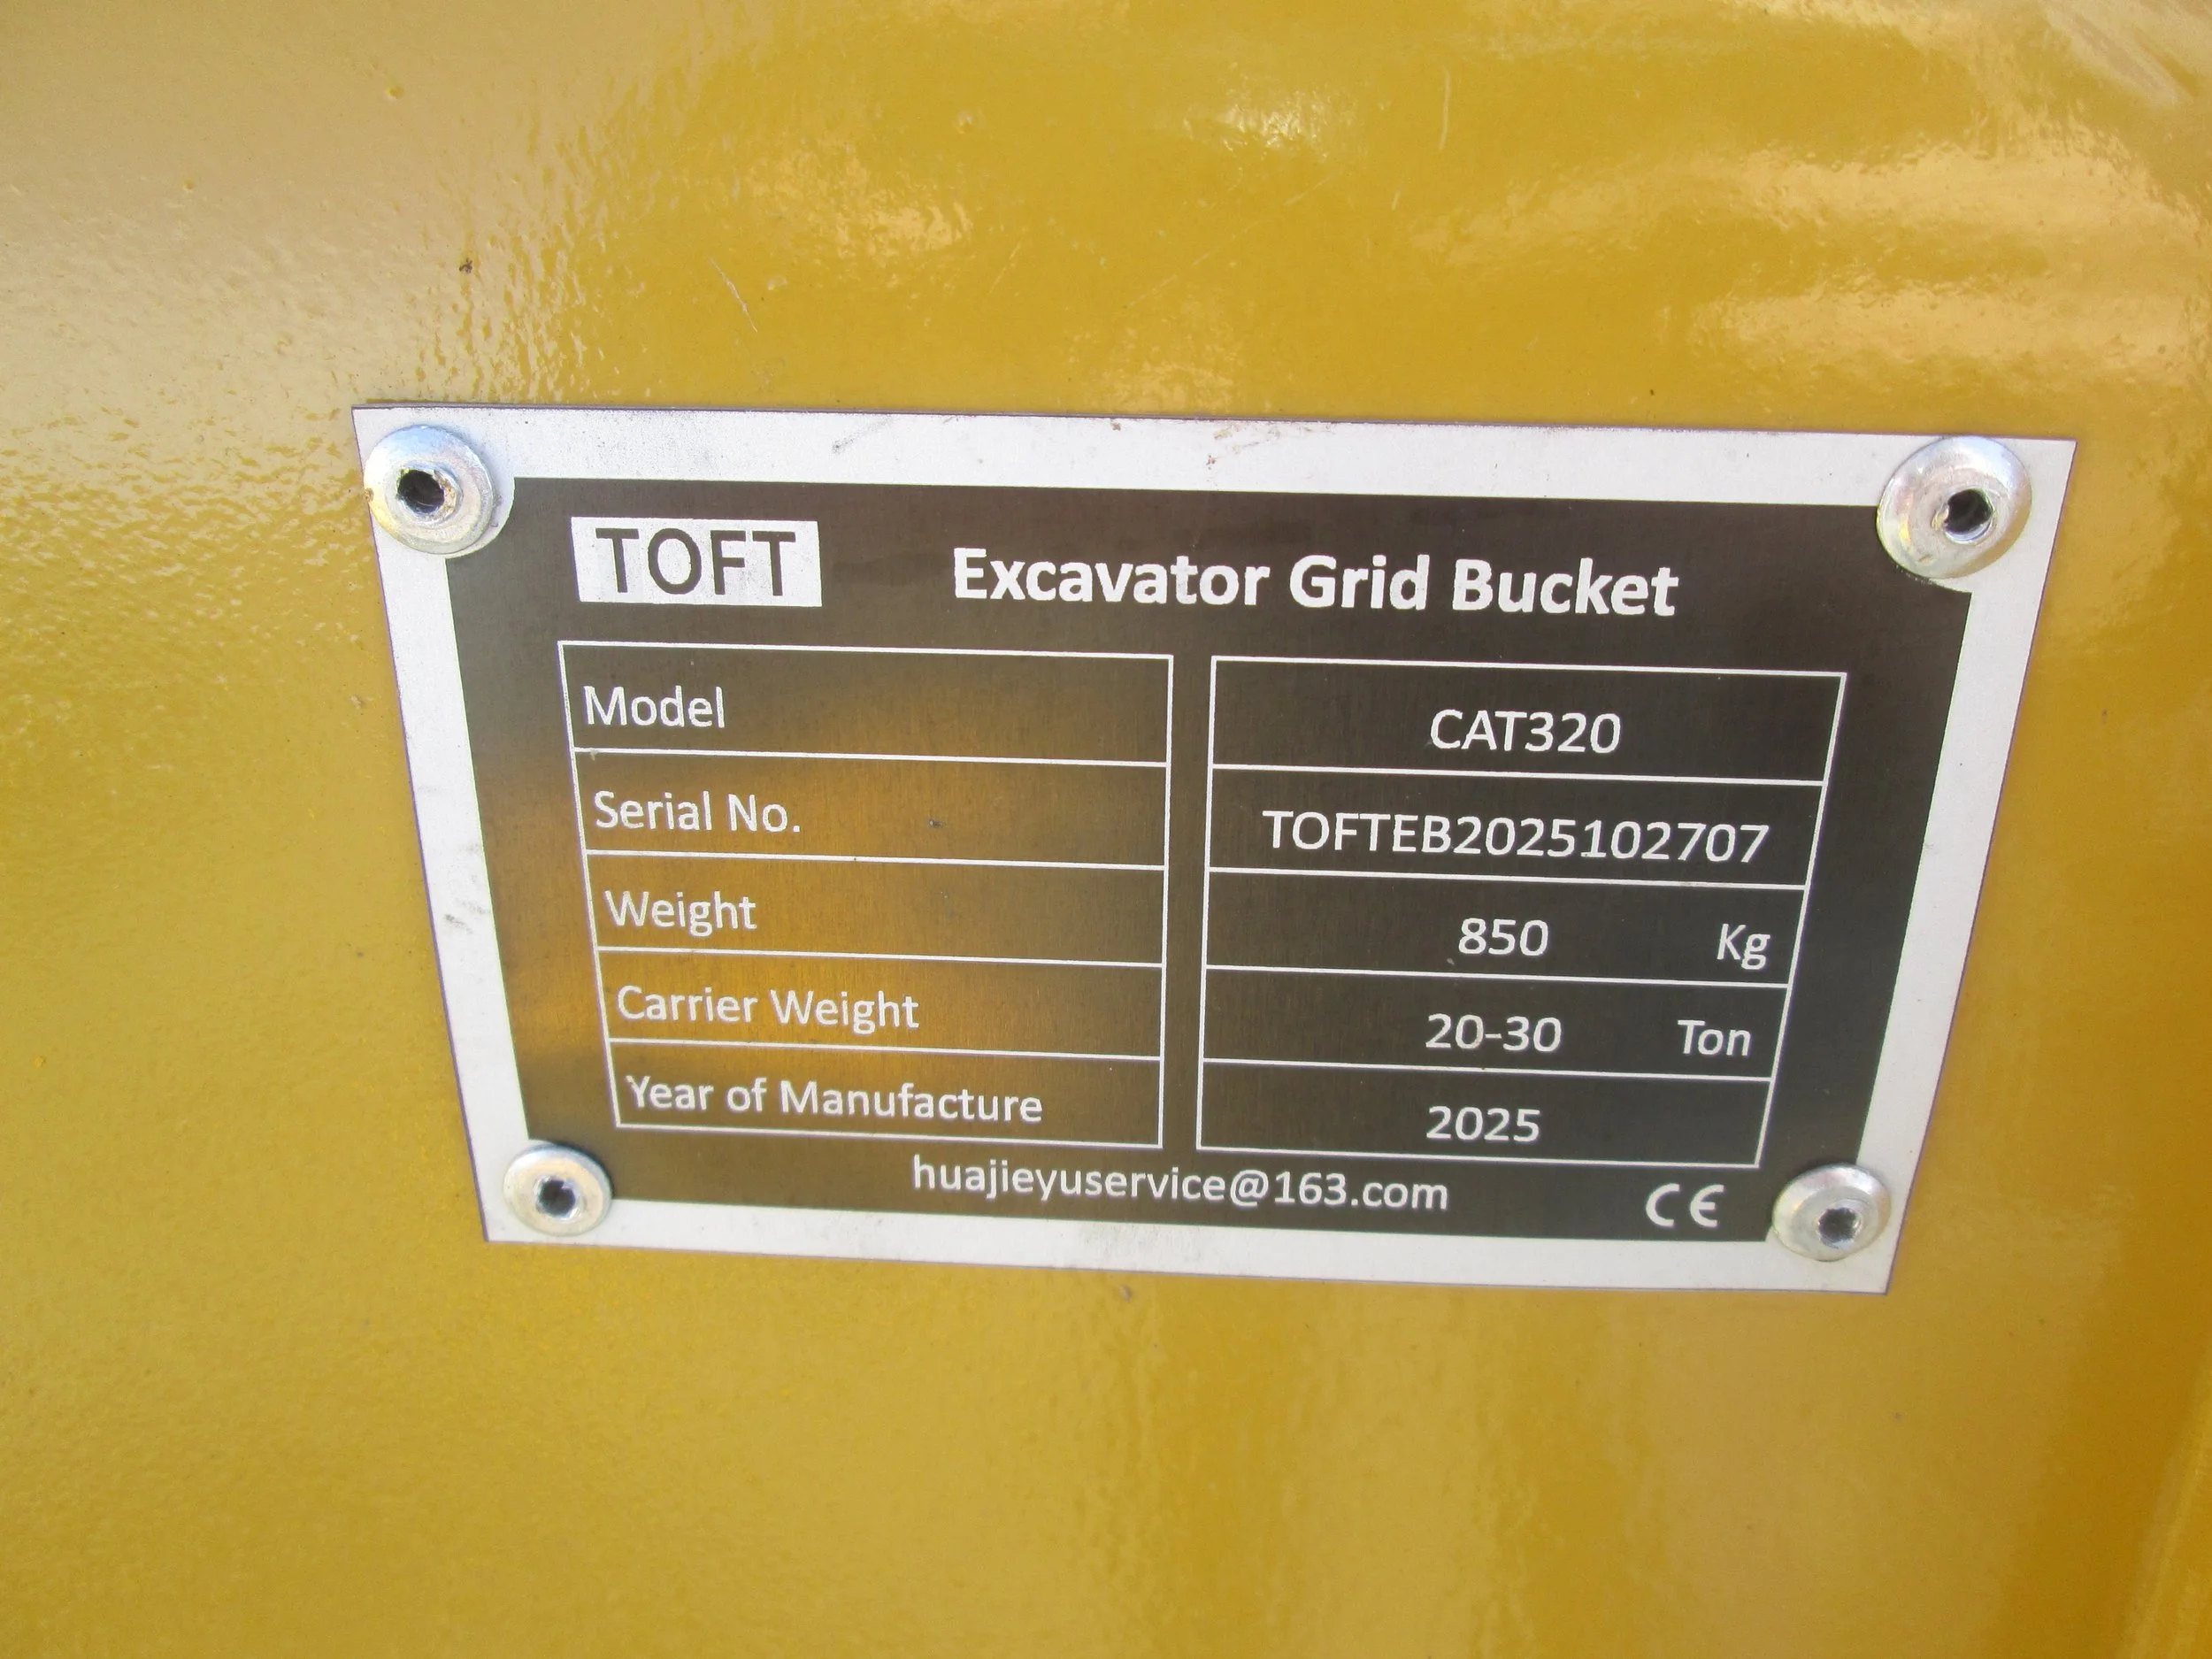 TOFT Excavator Grid Bucket
Model CAT320
Serial No. TOFTEB2025102707
Weight 850 Kg
Carrier Weight 20-30 Ton
Year of Manufacture 2025
huajieyuservice@163.com CE